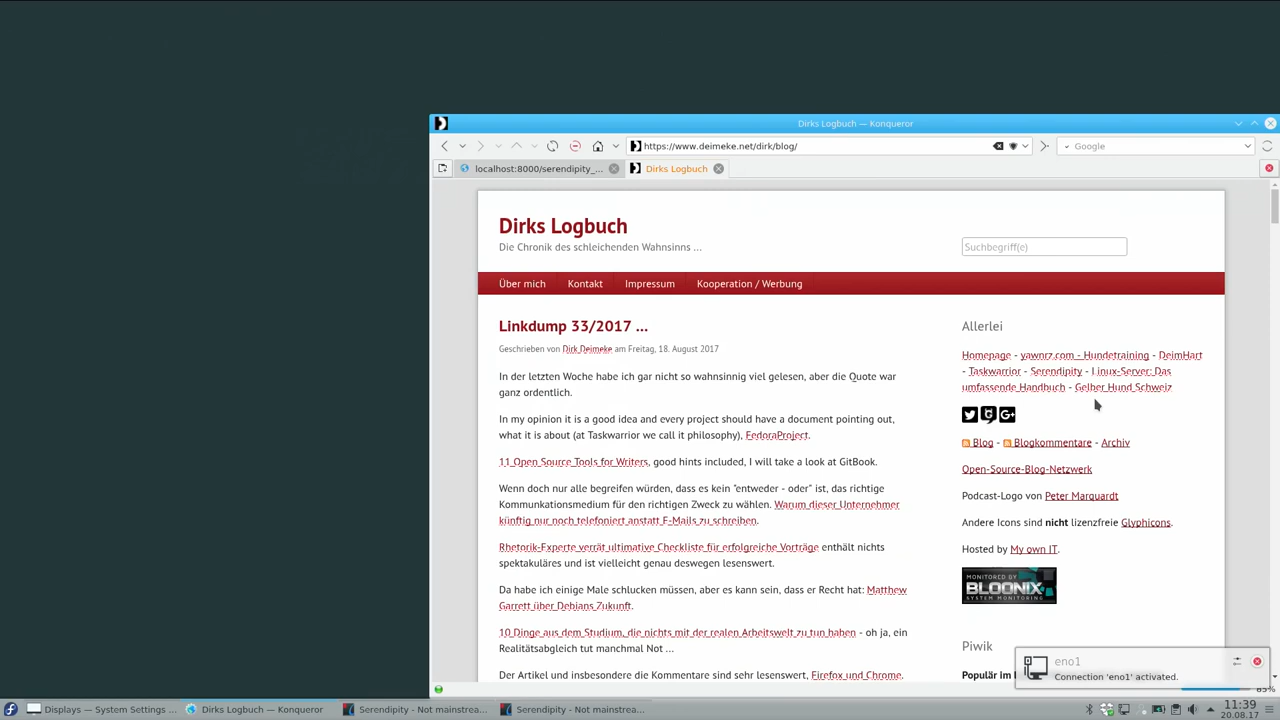 Dirks Logbuch — Konqueror
https://www.deimeke.net/dirk/blog/
Google
localhost:8000/serendipity_...
Dirks Logbuch
Dirks Logbuch
Die Chronik des schleichenden Wahnsinns ...
Suchbegriff(e)
Über mich
Kontakt
Impressum
Kooperation / Werbung
Linkdump 33/2017 ...
Geschrieben von Dirk Deimeke am Freitag, 18. August 2017
In der letzten Woche habe ich gar nicht so wahnsinnig viel gelesen, aber die Quote war
ganz ordentlich.
In my opinion it is a good idea and every project should have a document pointing out,
what it is about (at Taskwarrior we call it philosophy), FedoraProject.
11 Open Source Tools for Writers, good hints included, I will take a look at GitBook.
Wenn doch nur alle begreifen würden, dass es kein "entweder - oder" ist, das richtige
Kommunkationsmedium für den richtigen Zweck zu wählen. Warum dieser Unternehmer
künftig nur noch telefoniert anstatt E-Mails zu schreiben.
Rhetorik-Experte verrät ultimative Checkliste für erfolgreiche Vorträge enthält nichts
spektakuläres und ist vielleicht genau deswegen lesenswert.
Da habe ich einige Male schlucken müssen, aber es kann sein, dass er Recht hat: Matthew
Garrett über Debians Zukunft.
10 Dinge aus dem Studium, die nichts mit der realen Arbeitswelt zu tun haben - oh ja, ein
Realitätsabgleich tut manchmal Not ...
Der Artikel und insbesondere die Kommentare sind sehr lesenswert, Firefox und Chrome.
Allerlei
Homepage - yawnrz.com - Hundetraining - DeimHart
- Taskwarrior - Serendipity - Linux-Server: Das
umfassende Handbuch - Gelber Hund Schweiz
Blog - Blogkommentare - Archiv
Open-Source-Blog-Netzwerk
Podcast-Logo von Peter Marquardt
Andere Icons sind nicht lizenzfreie Glyphicons.
Hosted by My own IT.
MONITORED BY
BLOONIX
SYSTEM MONITORING
Piwik
Populär im
eno1
Connection 'eno1' activated.
85%
Displays — System Settings ...
Dirks Logbuch — Konqueror
Serendipity - Not mainstrea...
Serendipity - Not mainstrea...
11:39
20.08.17